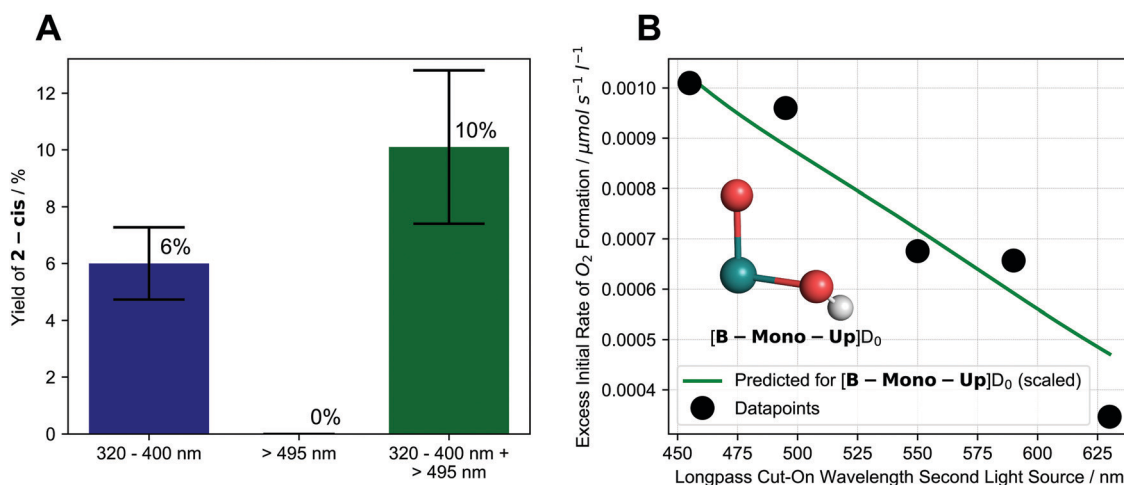 A
Yield of 2 – cis / %
12
10
8
6
4
2
0
6%
0%
10%
320 - 400 nm
> 495 nm
320 - 400 nm +
> 495 nm
B
Excess Initial Rate of O₂ Formation / μmol s⁻¹ l⁻¹
0.0010
0.0009
0.0008
0.0007
0.0006
0.0005
0.0004
[B – Mono – Up]D₀
Predicted for [B – Mono – Up]D₀ (scaled)
Datapoints
450 475 500 525 550 575 600 625
Longpass Cut-On Wavelength Second Light Source / nm